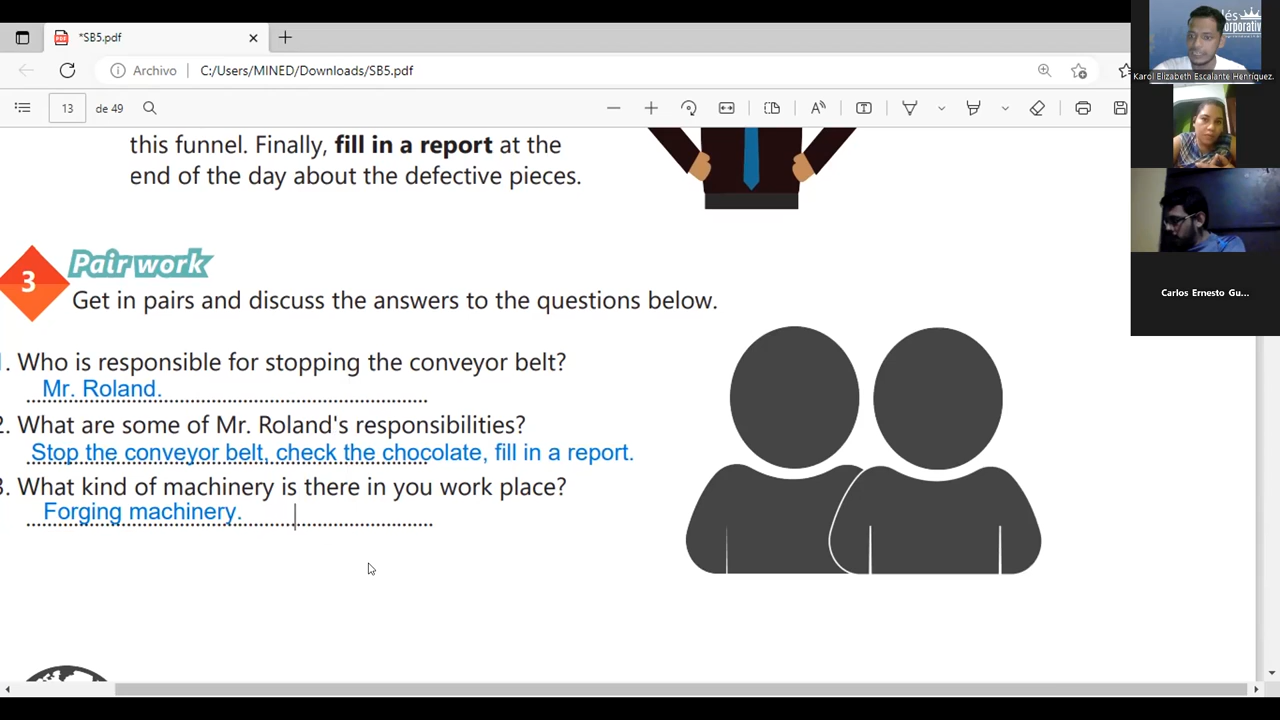 *SB5.pdf
Archivo
C:/Users/MINED/Downloads/SB5.pdf
13
de 49
this funnel. Finally, fill in a report at the
end of the day about the defective pieces.
3
Pair work
Get in pairs and discuss the answers to the questions below.
1. Who is responsible for stopping the conveyor belt?
Mr. Roland.
2. What are some of Mr. Roland's responsibilities?
Stop the conveyor belt, check the chocolate, fill in a report.
3. What kind of machinery is there in you work place?
Forging machinery.
Karol Elizabeth Escalante Henríquez.
Carlos Ernesto Gu...